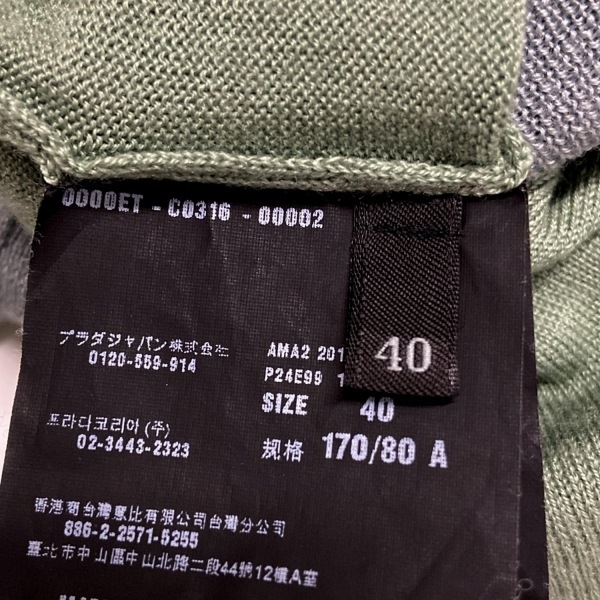 0000ET - C0316 - 00002
プラダジャパン株式会社
0120-559-914
AMA2 201
P24E99 1
SIZE 40
40
프라다코리아 (주)
02-3443-2323
规格 170/80 A
香港商台灣奢比有限公司台灣分公司
886-2-2571-5255
臺北市中山區中山北路二段44號12樓A至